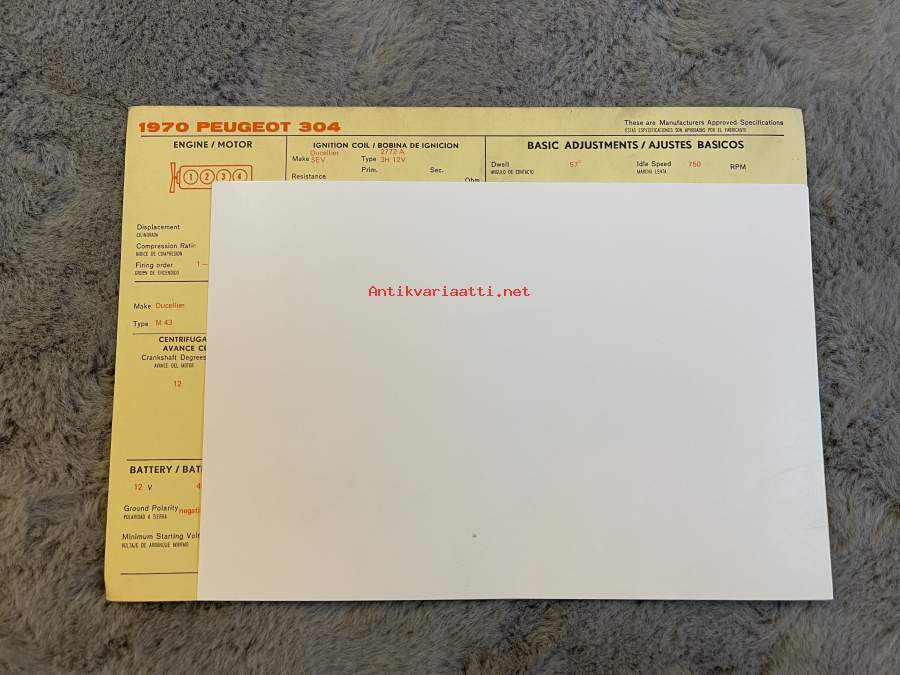 1970 PEUGEOT 304
These are Manufacturers Approved Specifications
ESTAS ESPECIFICACIONES SON APROBADAS POR EL FABRICANTE
ENGINE / MOTOR
1 2 3 4
Displacement
CILINDRADA
Compression Ratio
INDICE DE COMPRESION
Firing order 1 –
ORDEN DE ENCENDIDO
IGNITION COIL / BOBINA DE IGNICION
Make Ducellier SEV Type 2772 A 3H 12V
Prim. Sec.
Resistance
Ohm
BASIC ADJUSTMENTS / AJUSTES BASICOS
Dwell 57° Idle Speed 750 RPM
ANGULO DE CONTACTO MARCHA LENTA
Make Ducellier
Type M 43
CENTRIFUGA
AVANCE CE
Crankshaft Degrees
AVANCE DEL MOTOR
12
BATTERY / BAT
12 V 4
Ground Polarity negati
POLARIDAD A TIERRA
Minimum Starting Volt
VOLTAJE DE ARRANQUE MINIMO
Antikvariaatti.net